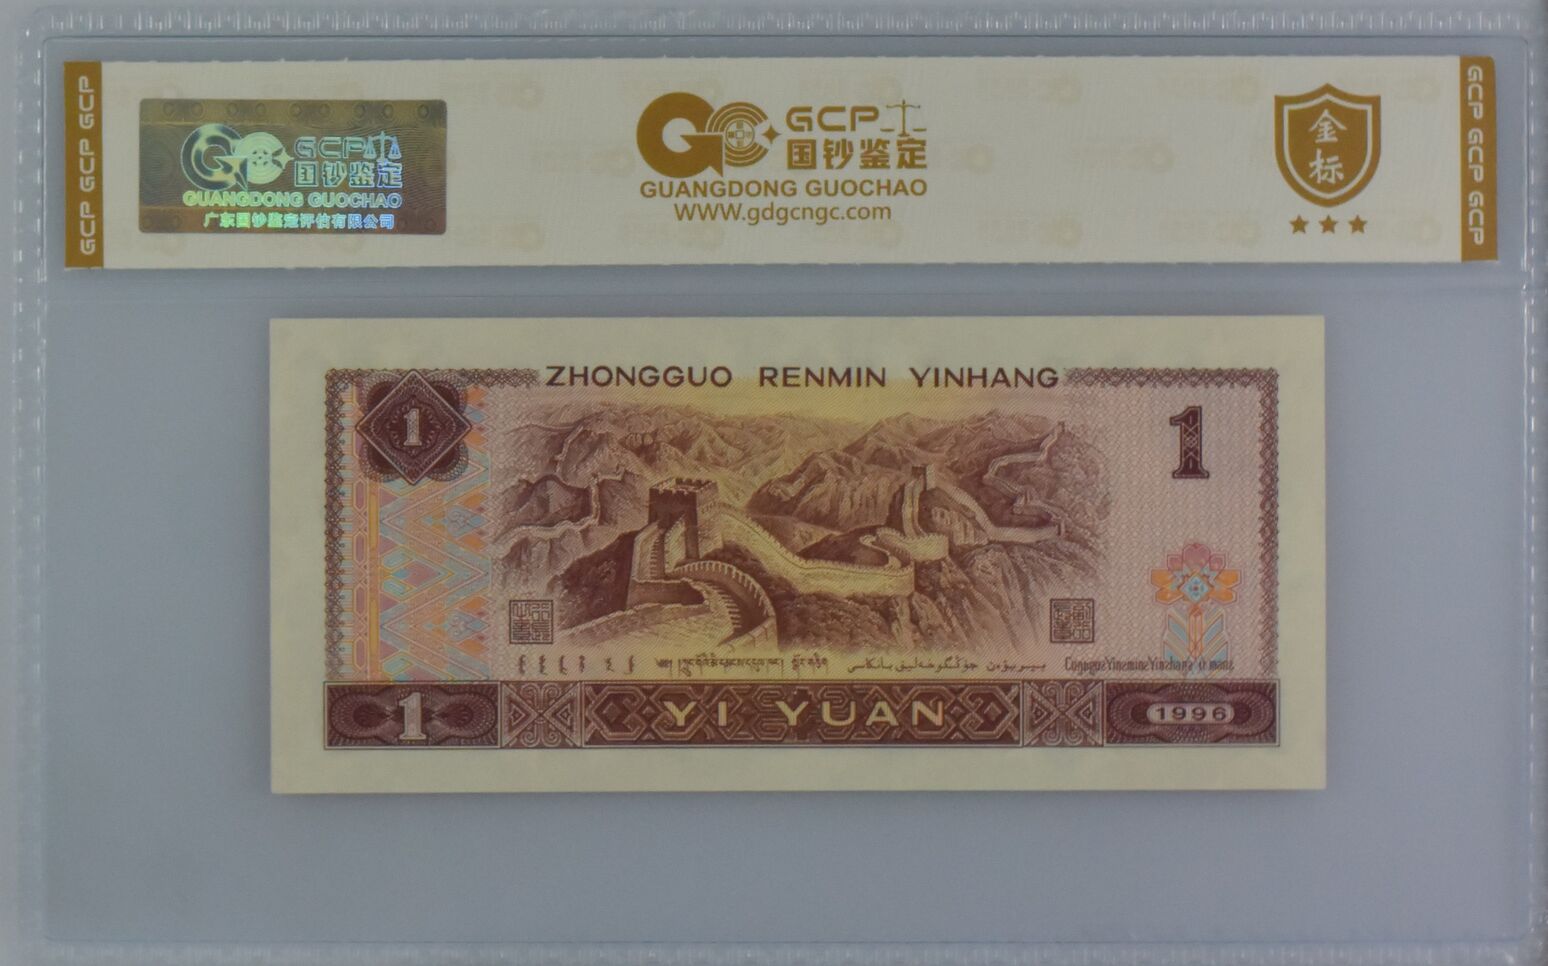 GCP GCP GCP
GCP
国钞鉴定
GUANGDONG GUOCHAO
广东国钞鉴定评估有限公司
GCP
国钞鉴定
GUANGDONG GUOCHAO
WWW.gdgcngc.com
金
标
GCP GCP GCP
ZHONGGUO RENMIN YINHANG
1
1
1 YI YUAN 1996